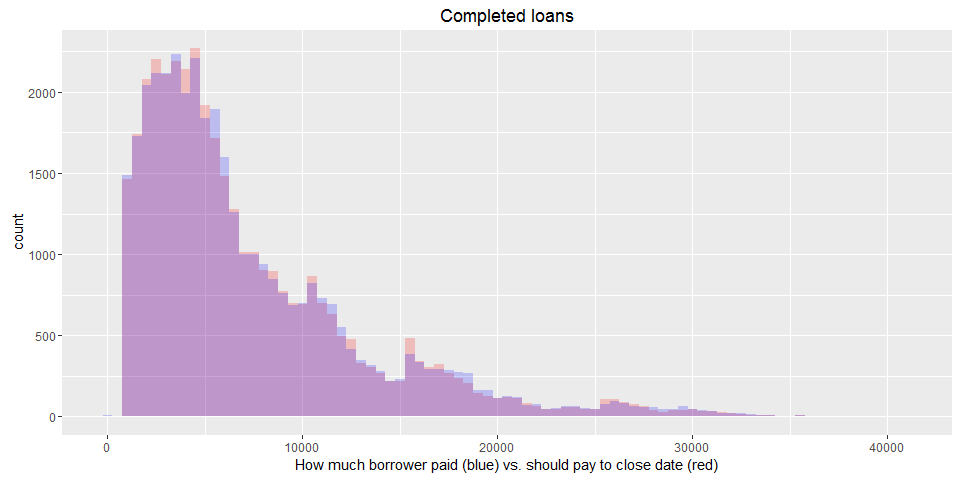 Completed loans
count
2000
1500
1000
500
0
0 10000 20000 30000 40000
How much borrower paid (blue) vs. should pay to close date (red)